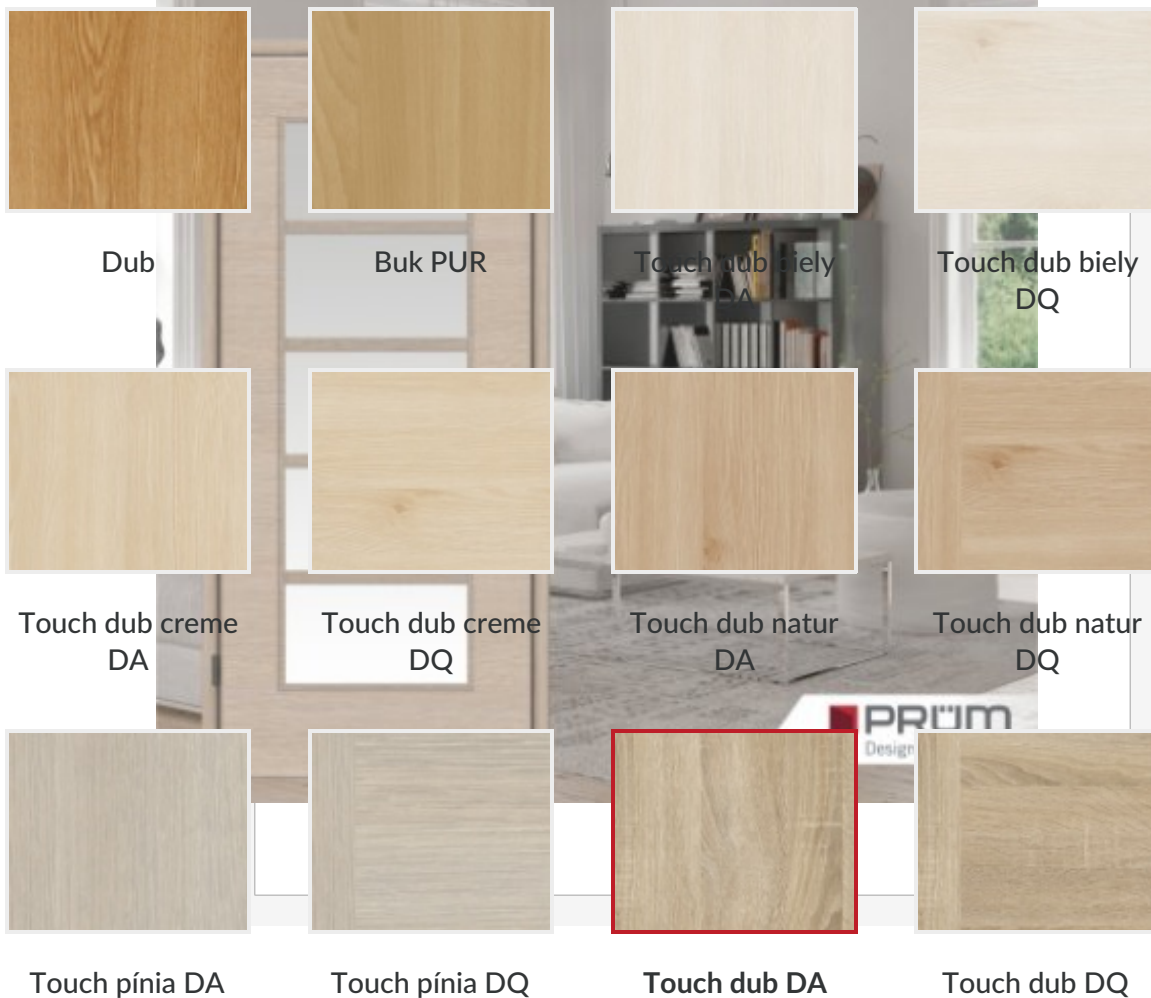 Dub
Buk PUR
Touch dub biely
DA
Touch dub biely
DQ
Touch dub creme
DA
Touch dub creme
DQ
Touch dub natur
DA
Touch dub natur
DQ
PRÜM
Design
Touch pínia DA
Touch pínia DQ
Touch dub DA
Touch dub DQ